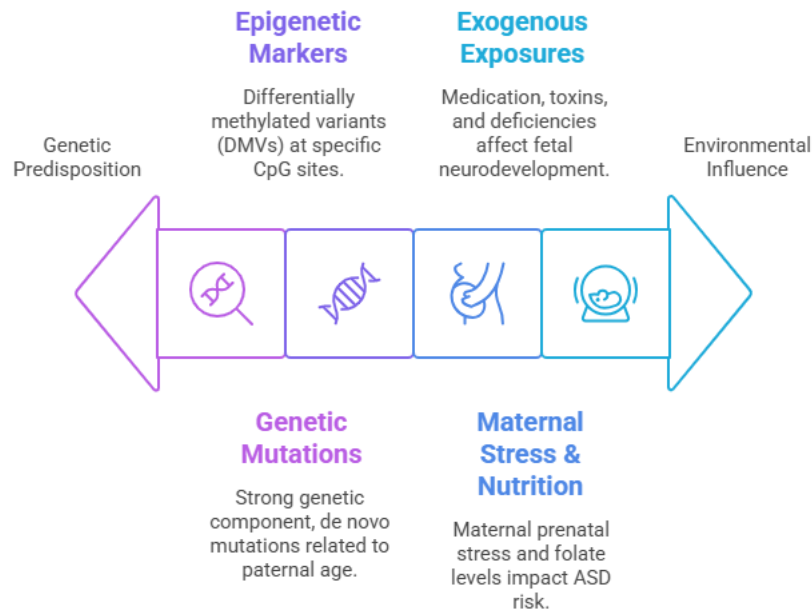 Epigenetic
Markers
Differentially
methylated variants
(DMVs) at specific
CpG sites.
Exogenous
Exposures
Medication, toxins,
and deficiencies
affect fetal
neurodevelopment.
Genetic
Predisposition
Environmental
Influence
Genetic
Mutations
Strong genetic
component, de novo
mutations related to
paternal age.
Maternal
Stress &
Nutrition
Maternal prenatal
stress and folate
levels impact ASD
risk.